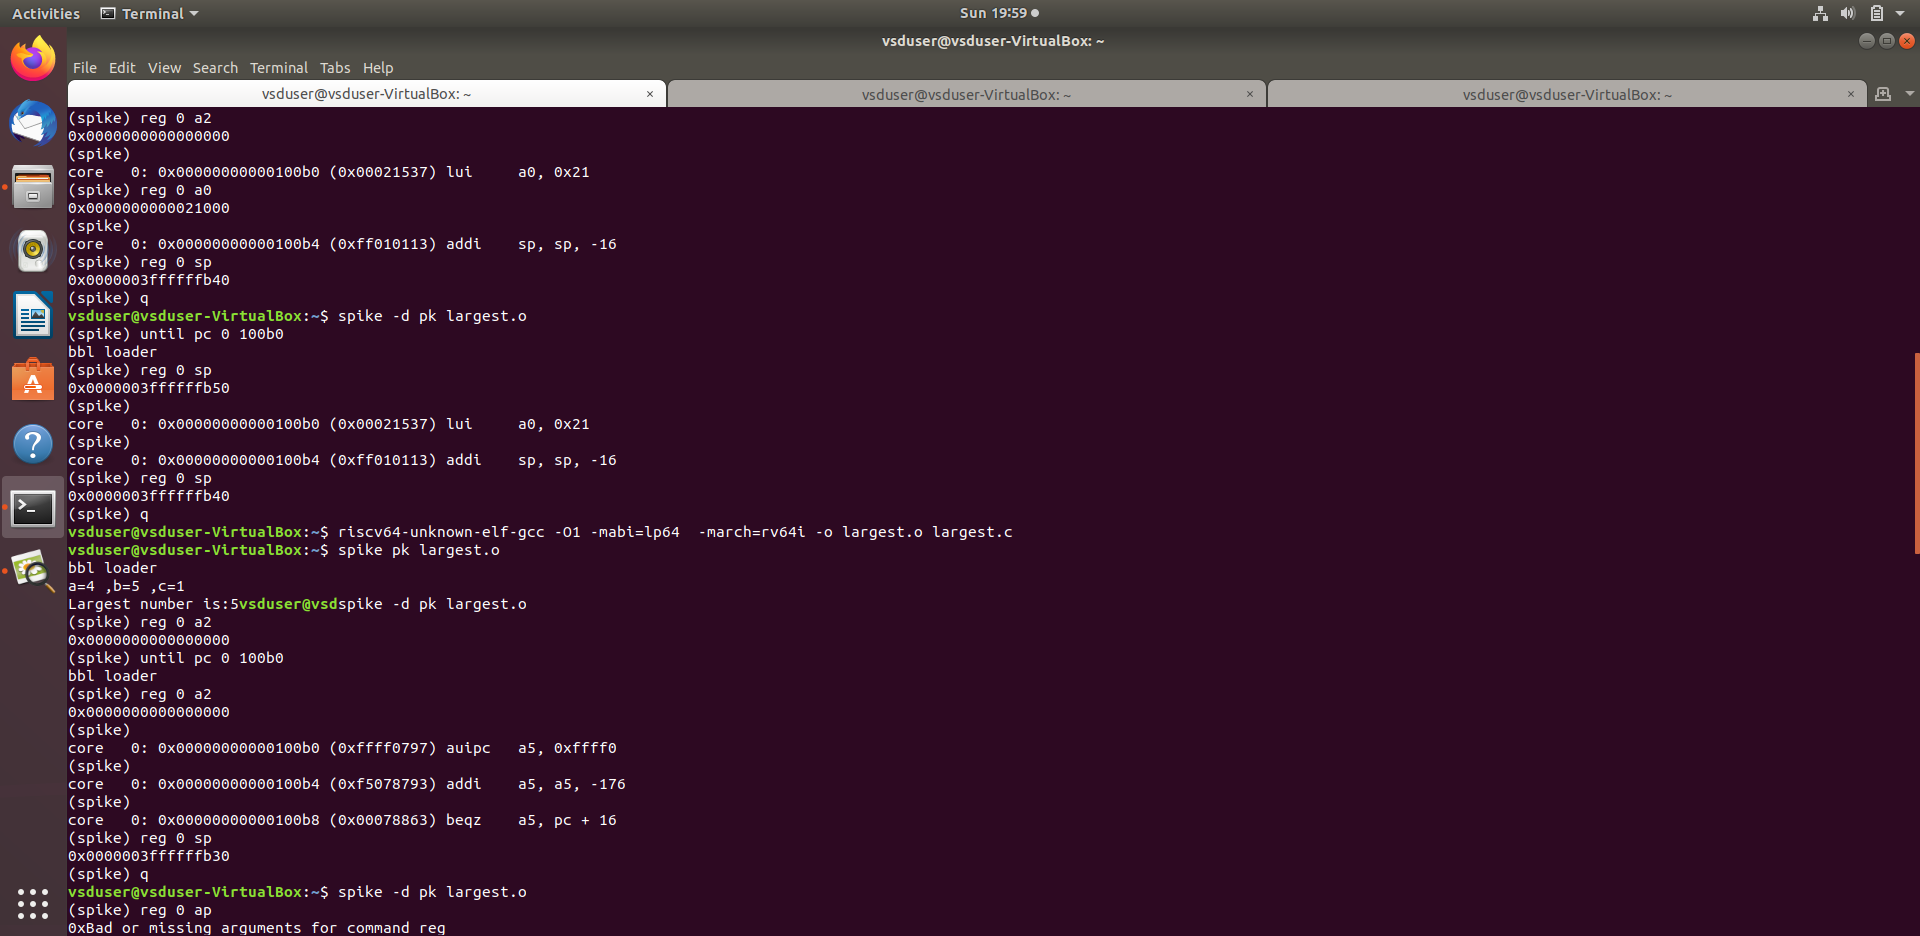 Activities Terminal Sun 19:59
vsduser@vsduser-VirtualBox: ~
File Edit View Search Terminal Tabs Help
vsduser@vsduser-VirtualBox: ~ × vsduser@vsduser-VirtualBox: ~ × vsduser@vsduser-VirtualBox: ~ ×
(spike) reg 0 a2
0x0000000000000000
(spike)
core   0: 0x00000000000100b0 (0x00021537) lui     a0, 0x21
(spike) reg 0 a0
0x0000000000021000
(spike)
core   0: 0x00000000000100b4 (0xff010113) addi    sp, sp, -16
(spike) reg 0 sp
0x0000003ffffffb40
(spike) q
vsduser@vsduser-VirtualBox:~$ spike -d pk largest.o
(spike) until pc 0 100b0
bbl loader
(spike) reg 0 sp
0x0000003ffffffb50
(spike)
core   0: 0x00000000000100b0 (0x00021537) lui     a0, 0x21
(spike)
core   0: 0x00000000000100b4 (0xff010113) addi    sp, sp, -16
(spike) reg 0 sp
0x0000003ffffffb40
(spike) q
vsduser@vsduser-VirtualBox:~$ riscv64-unknown-elf-gcc -O1 -mabi=lp64  -march=rv64i -o largest.o largest.c
vsduser@vsduser-VirtualBox:~$ spike pk largest.o
bbl loader
a=4 ,b=5 ,c=1
Largest number is:5vsduser@vsdspike -d pk largest.o
(spike) reg 0 a2
0x0000000000000000
(spike) until pc 0 100b0
bbl loader
(spike) reg 0 a2
0x0000000000000000
(spike)
core   0: 0x00000000000100b0 (0xffff0797) auipc   a5, 0xffff0
(spike)
core   0: 0x00000000000100b4 (0xf5078793) addi    a5, a5, -176
(spike)
core   0: 0x00000000000100b8 (0x00078863) beqz    a5, pc + 16
(spike) reg 0 sp
0x0000003ffffffb30
(spike) q
vsduser@vsduser-VirtualBox:~$ spike -d pk largest.o
(spike) reg 0 ap
0xBad or missing arguments for command reg